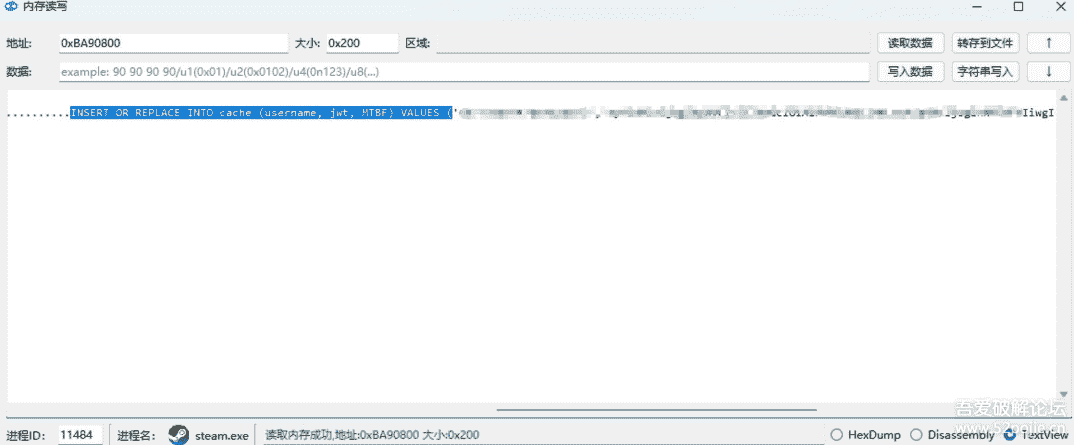 内存读写
地址: 0xBA90800 大小: 0x200 区域: 读取数据 转存到文件 ↑
数据: example: 90 90 90 90/u1(0x01)/u2(0x0102)/u4(0n123)/u8(...) 写入数据 字符串写入 ↓
..........INSERT OR REPLACE INTO cache (username, jwt, MTBF) VALUES (' IiwgI
吾爱破解论坛
www.52pojie.cn
进程ID: 11484 进程名: steam.exe 读取内存成功,地址:0xBA90800 大小:0x200 HexDump Disassembly TextView